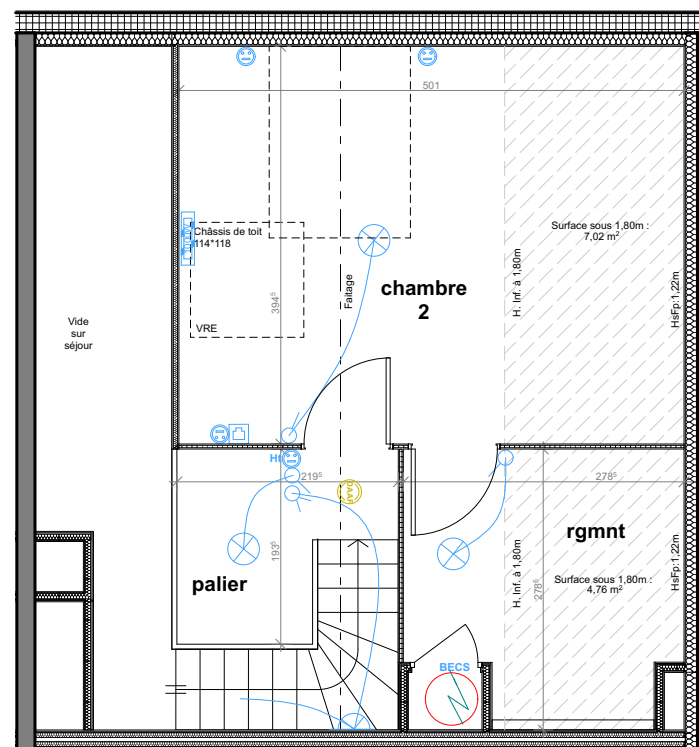 501
Châssis de toit
114*118
Surface sous 1,80m :
7,02 m²
chambre
2
Faitage
H. Inf. à 1,80m
HsFp:1,22m
394⁵
Vide
sur
séjour
VRE
Ht
219⁵
278⁵
DAAF
193⁵
rgmnt
palier
H. Inf. à 1,80m
278⁵
Surface sous 1,80m :
4,76 m²
HsFp:1,22m
BECS